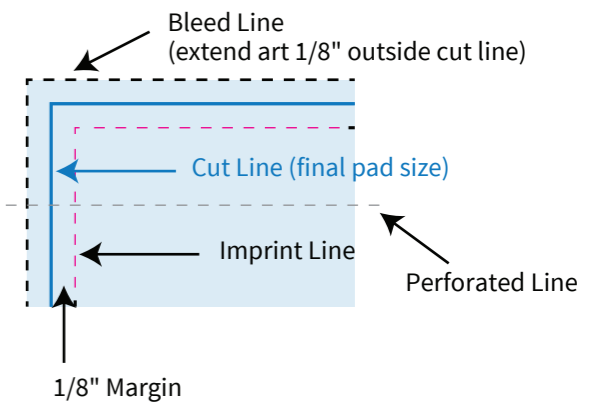 Bleed Line
(extend art 1/8" outside cut line)
Cut Line (final pad size)
Imprint Line
Perforated Line
1/8" Margin